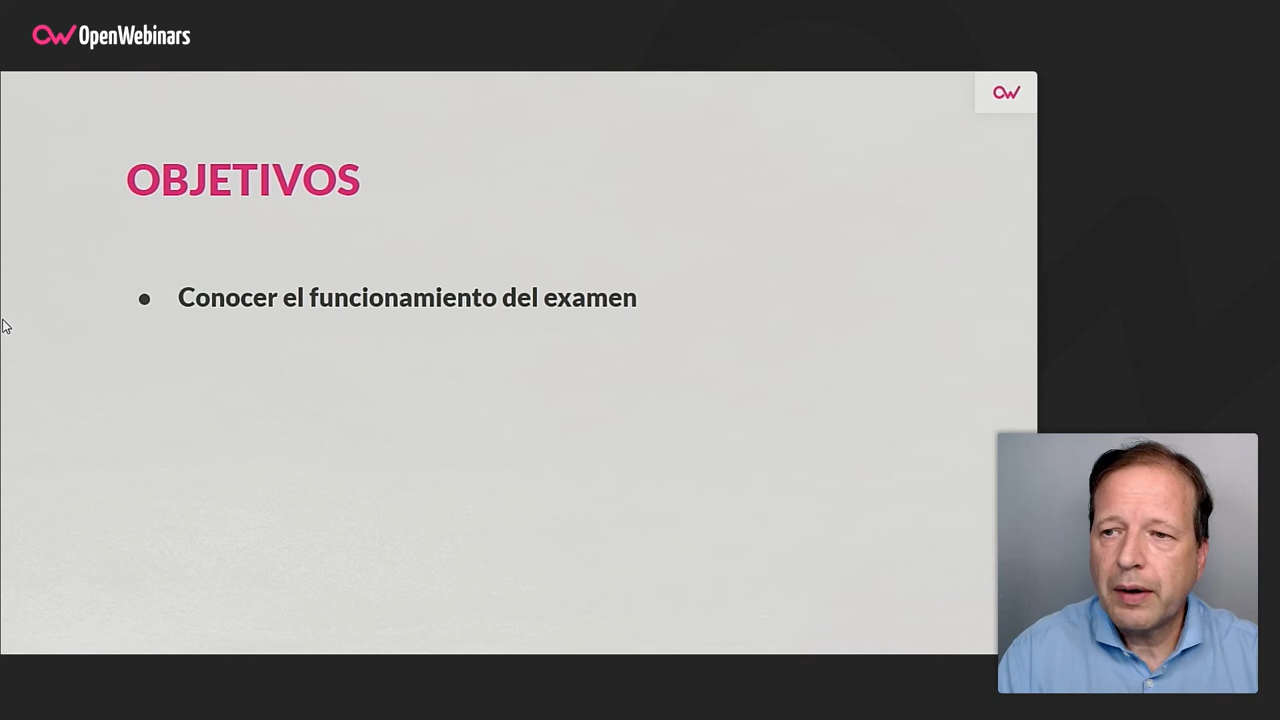 OpenWebinars
OBJETIVOS
● Conocer el funcionamiento del examen